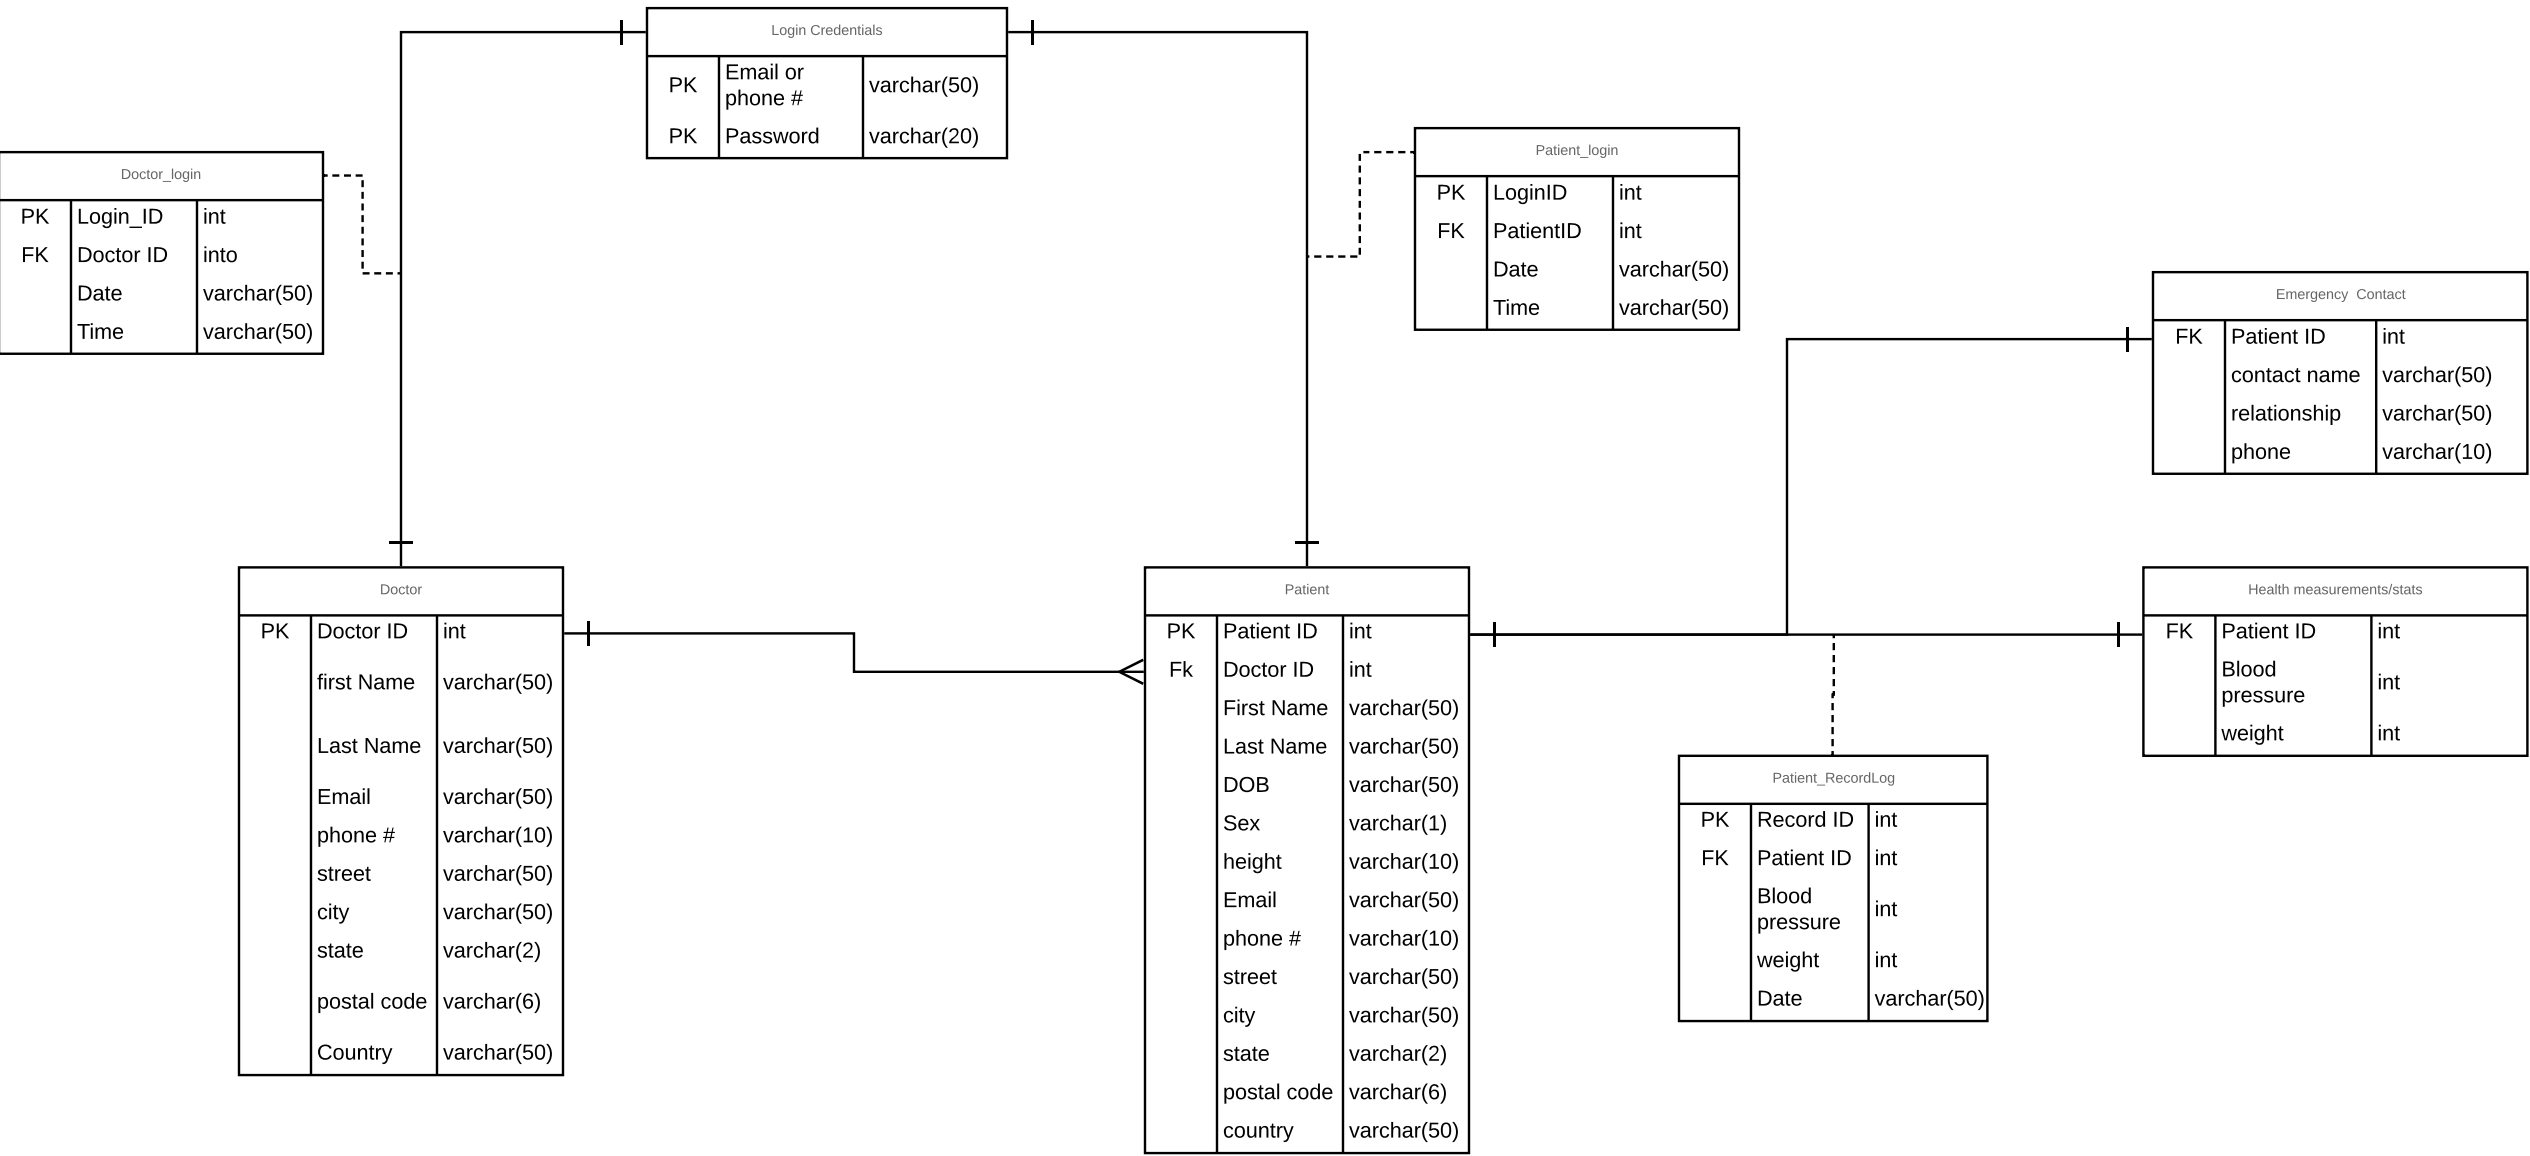 Login Credentials
PK Email or phone # varchar(50)
PK Password varchar(20)
Doctor_login
PK Login_ID int
FK Doctor ID into
Date varchar(50)
Time varchar(50)
Patient_login
PK LoginID int
FK PatientID int
Date varchar(50)
Time varchar(50)
Emergency  Contact
FK Patient ID int
contact name varchar(50)
relationship varchar(50)
phone varchar(10)
Doctor
PK Doctor ID int
first Name varchar(50)
Last Name varchar(50)
Email varchar(50)
phone # varchar(10)
street varchar(50)
city varchar(50)
state varchar(2)
postal code varchar(6)
Country varchar(50)
Patient
PK Patient ID int
Fk Doctor ID int
First Name varchar(50)
Last Name varchar(50)
DOB varchar(50)
Sex varchar(1)
height varchar(10)
Email varchar(50)
phone # varchar(10)
street varchar(50)
city varchar(50)
state varchar(2)
postal code varchar(6)
country varchar(50)
Health measurements/stats
FK Patient ID int
Blood pressure int
weight int
Patient_RecordLog
PK Record ID int
FK Patient ID int
Blood pressure int
weight int
Date varchar(50)